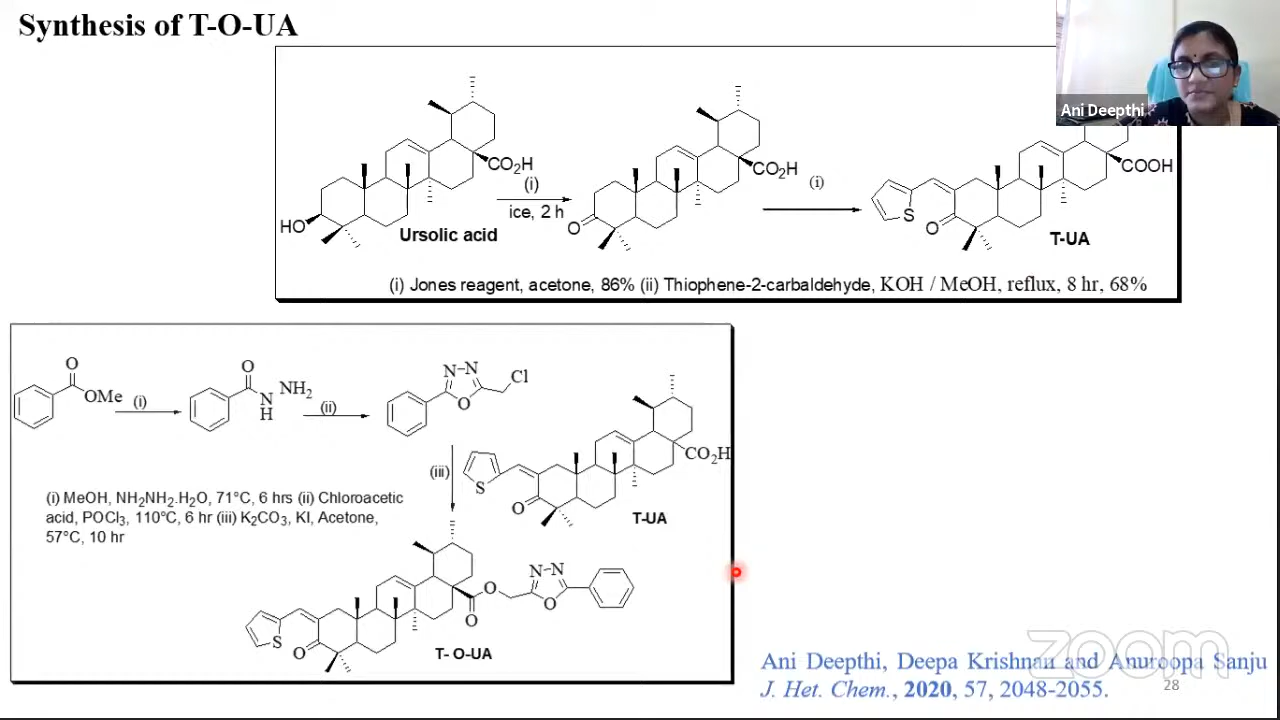 Synthesis of T-O-UA
Ani Deepthi
CO₂H
(i)
ice, 2 h
HO
Ursolic acid
CO₂H
O
(i)
COOH
S
O
T-UA
(i) Jones reagent, acetone, 86% (ii) Thiophene-2-carbaldehyde, KOH / MeOH, reflux, 8 hr, 68%
O
OMe
(i)
O
N
H
NH₂
(ii)
N-N
O
Cl
(iii)
S
O
CO₂H
T-UA
(i) MeOH, NH₂NH₂.H₂O, 71°C, 6 hrs (ii) Chloroacetic
acid, POCl₃, 110°C, 6 hr (iii) K₂CO₃, KI, Acetone,
57°C, 10 hr
S
O
O
O
N-N
O
T- O-UA
zoom
Ani Deepthi, Deepa Krishnan and Anuroopa Sanju
J. Het. Chem., 2020, 57, 2048-2055.
28